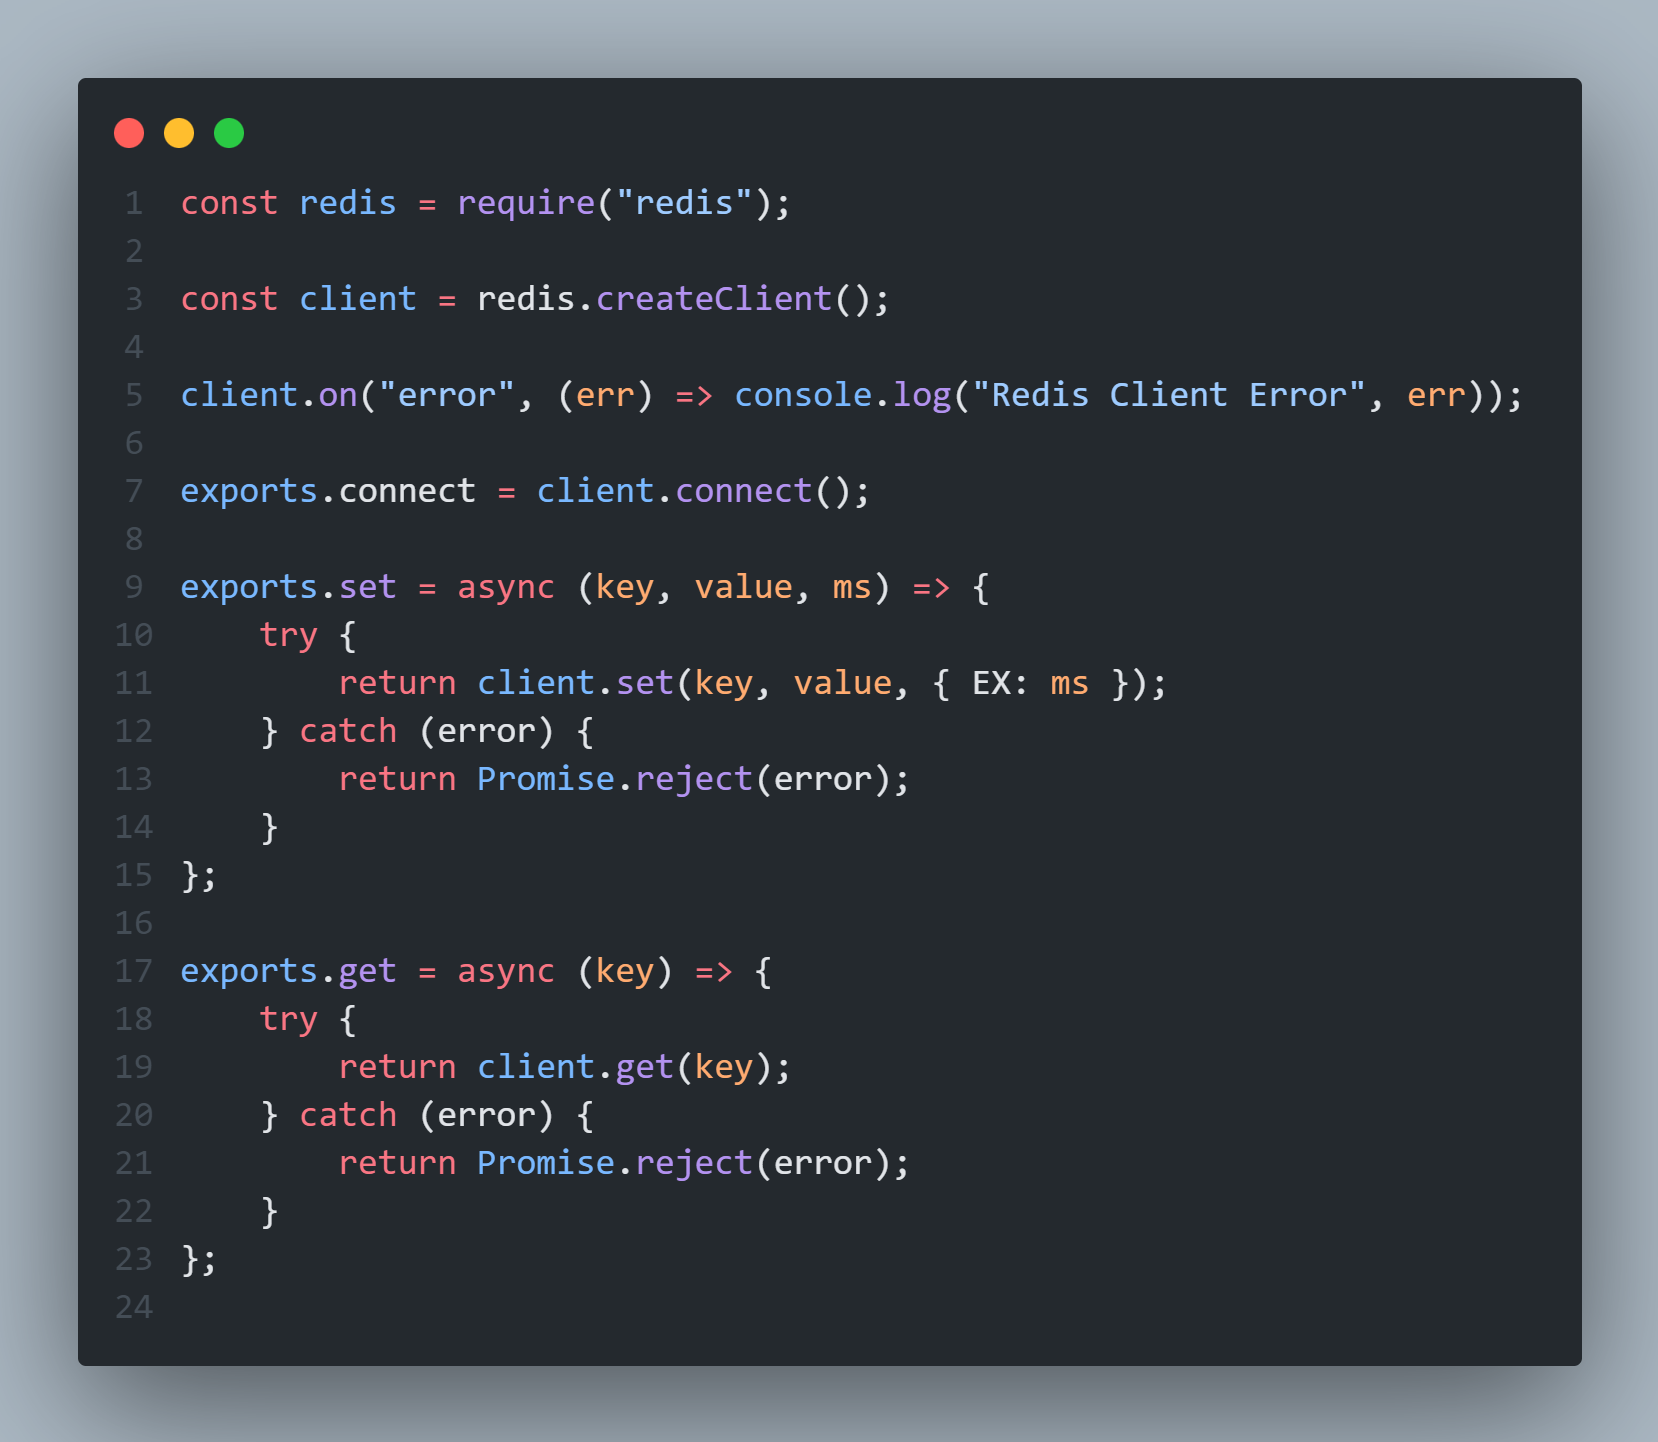 1 const redis = require("redis");
2
3 const client = redis.createClient();
4
5 client.on("error", (err) => console.log("Redis Client Error", err));
6
7 exports.connect = client.connect();
8
9 exports.set = async (key, value, ms) => {
10     try {
11         return client.set(key, value, { EX: ms });
12     } catch (error) {
13         return Promise.reject(error);
14     }
15 };
16
17 exports.get = async (key) => {
18     try {
19         return client.get(key);
20     } catch (error) {
21         return Promise.reject(error);
22     }
23 };
24